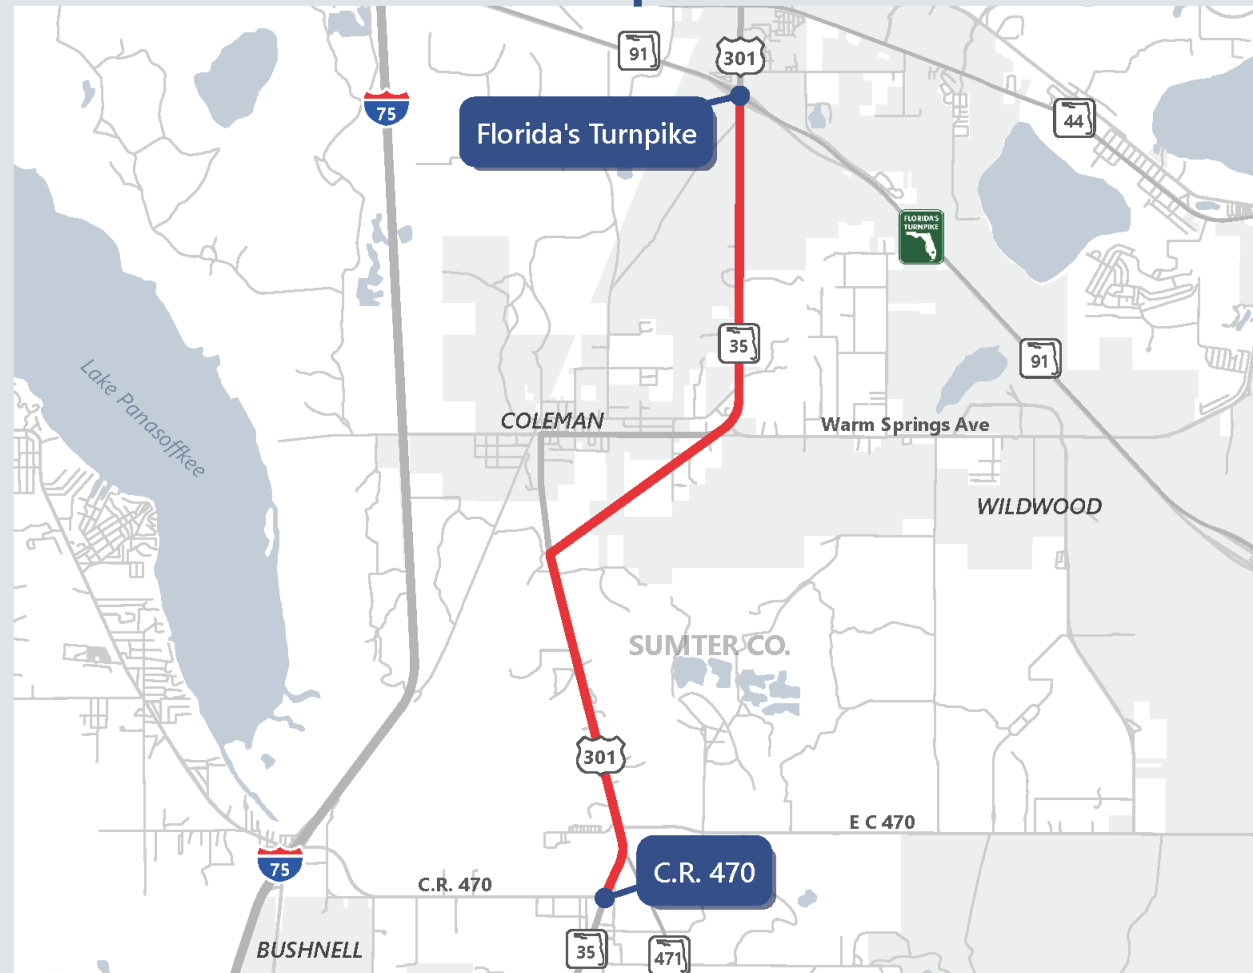 91
301
75
44
Florida's Turnpike
FLORIDA'S
TURNPIKE
35
91
Lake Panasoffkee
COLEMAN
Warm Springs Ave
WILDWOOD
SUMTER CO.
301
E C 470
75
C.R. 470
C.R. 470
BUSHNELL
35
471